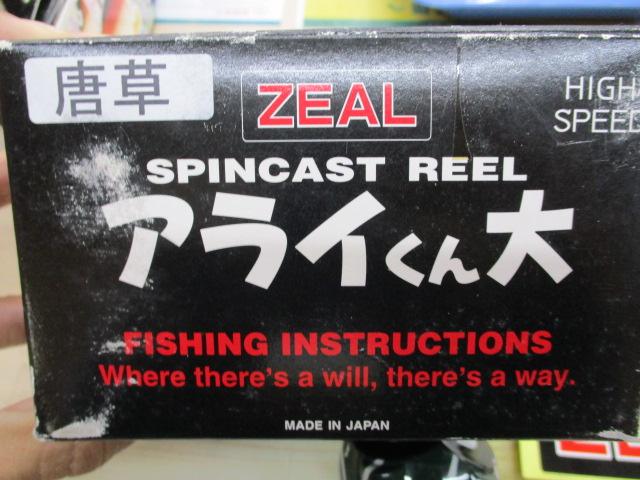 唐草
ZEAL
HIGH
SPEED
SPINCAST REEL
アライくん大
FISHING INSTRUCTIONS
Where there's a will, there's a way.
MADE IN JAPAN